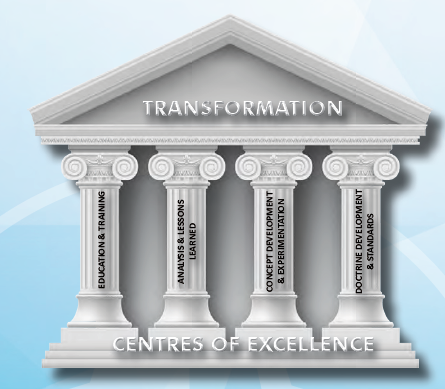 TRANSFORMATION
EDUCATION & TRAINING
ANALYSIS & LESSONS
LEARNED
CONCEPT DEVELOPMENT
& EXPERIMENTATION
DOCTRINE DEVELOPMENT
& STANDARDS
CENTRES OF EXCELLENCE